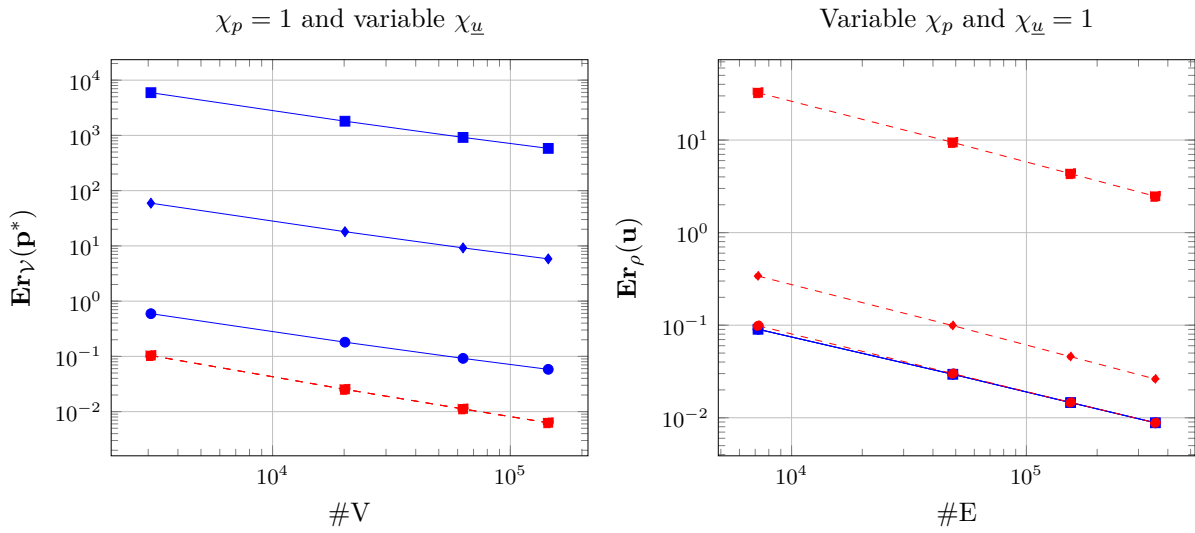 χ_p = 1 and variable χ_u̲
Variable χ_p and χ_u̲ = 1
10^4
10^3
10^2
10^1
10^0
10^−1
10^−2
Er_𝒱(p*)
10^4
10^5
#V
10^1
10^0
10^−1
10^−2
Er_ρ(u)
10^4
10^5
#E